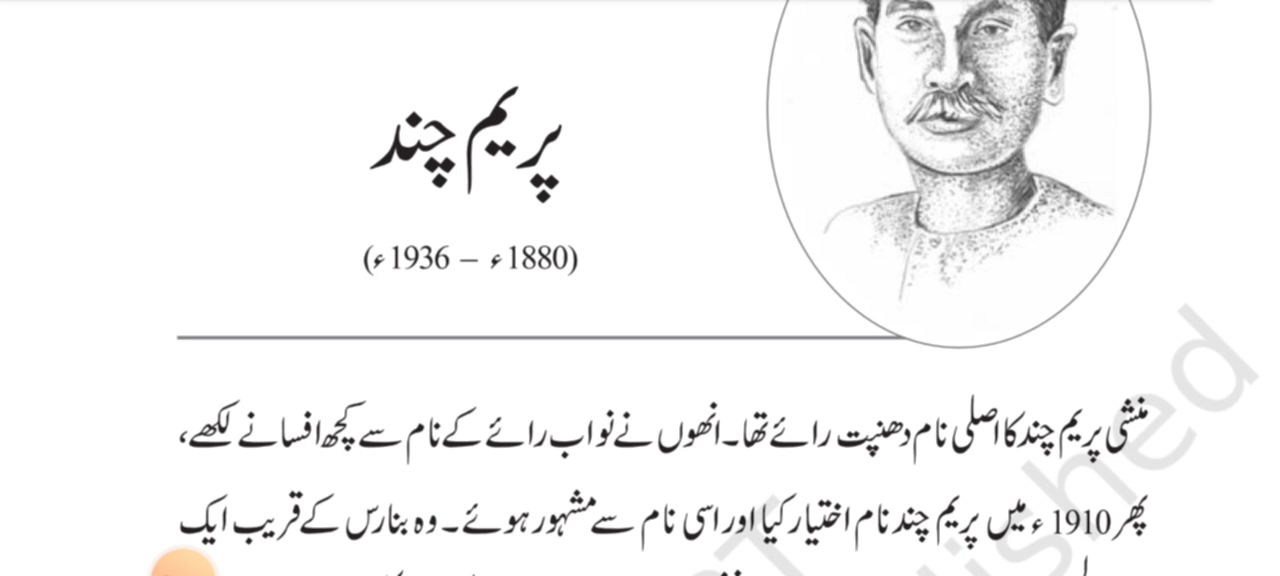 پریم چند
(1880ء – 1936ء)
منشی پریم چند کا اصلی نام دھنپت رائے تھا۔ انھوں نے نواب رائے کے نام سے کچھ افسانے لکھے،
پھر 1910ء میں پریم چند نام اختیار کیا اور اسی نام سے مشہور ہوئے۔ وہ بنارس کے قریب ایک
shed